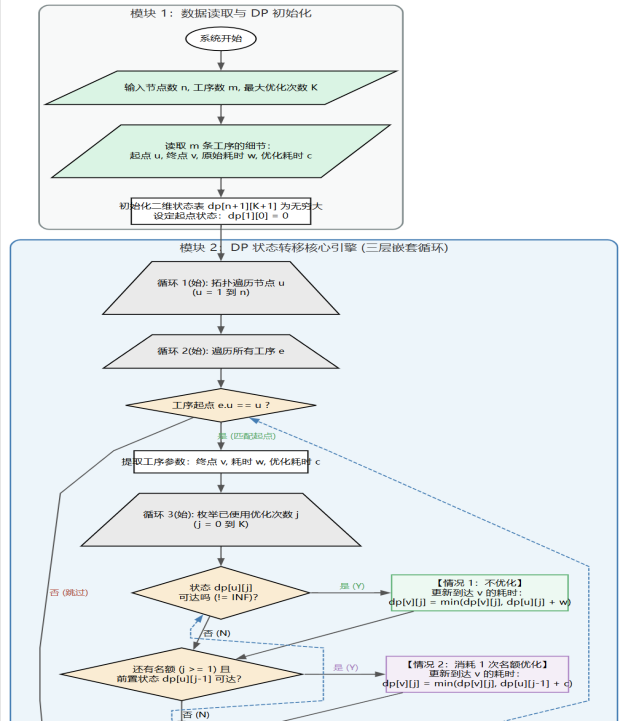 模块 1：数据读取与 DP 初始化
系统开始
输入节点数 n, 工序数 m, 最大优化次数 K
读取 m 条工序的细节：
起点 u, 终点 v, 原始耗时 w, 优化耗时 c
初始化二维状态表 dp[n+1][K+1] 为无穷大
设定起点状态：dp[1][0] = 0
模块 2：DP 状态转移核心引擎 (三层嵌套循环)
循环 1(始): 拓扑遍历节点 u
(u = 1 到 n)
循环 2(始): 遍历所有工序 e
工序起点 e.u == u ?
是 (匹配起点)
提取工序参数：终点 v, 耗时 w, 优化耗时 c
循环 3(始): 枚举已使用优化次数 j
(j = 0 到 K)
否 (跳过)
状态 dp[u][j]
可达吗 (!= INF)?
是 (Y)
【情况 1：不优化】
更新到达 v 的耗时:
dp[v][j] = min(dp[v][j], dp[u][j] + w)
否 (N)
还有名额 (j >= 1) 且
前置状态 dp[u][j-1] 可达?
是 (Y)
【情况 2：消耗 1 次名额优化】
更新到达 v 的耗时:
dp[v][j] = min(dp[v][j], dp[u][j-1] + c)
否 (N)